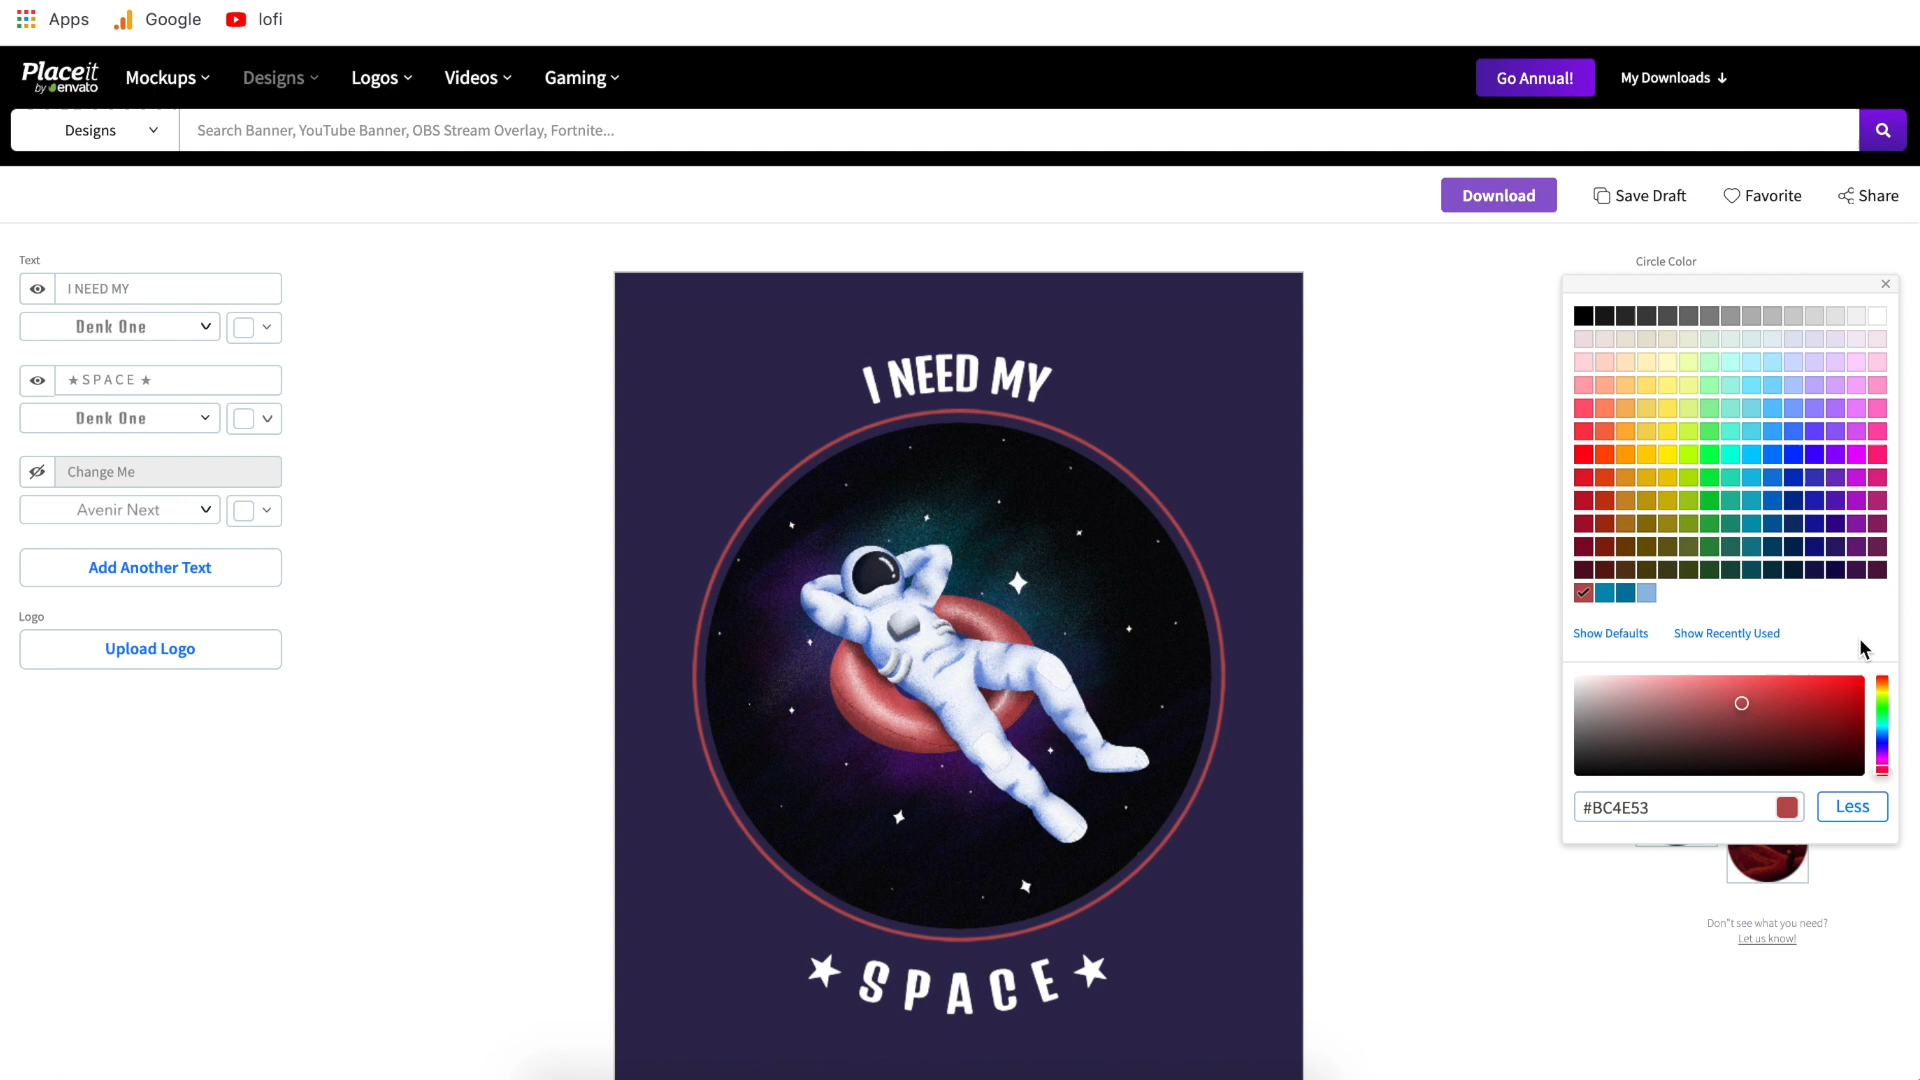 Apps Google lofi
Placeit by envato Mockups Designs Logos Videos Gaming Go Annual! My Downloads
Designs Search Banner, YouTube Banner, OBS Stream Overlay, Fortnite...
Download Save Draft Favorite Share
Text
I NEED MY
Denk One
★ S P A C E ★
Denk One
Change Me
Avenir Next
Add Another Text
Logo
Upload Logo
I NEED MY
★ S P A C E ★
Circle Color
Show Defaults Show Recently Used
#BC4E53 Less
Don"t see what you need?
Let us know!